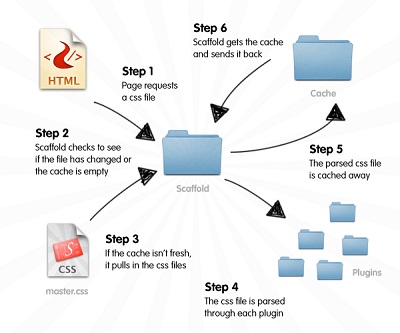 Step 6
Scaffold gets the cache
and sends it back
HTML
Step 1
Page requests
a css file
Cache
Step 2
Scaffold checks to see
if the file has changed or
the cache is empty
Scaffold
Step 5
The parsed css file
is cached away
CSS
master.css
Step 3
If the cache isn't fresh,
it pulls in the css files
Plugins
Step 4
The css file is parsed
through each plugin